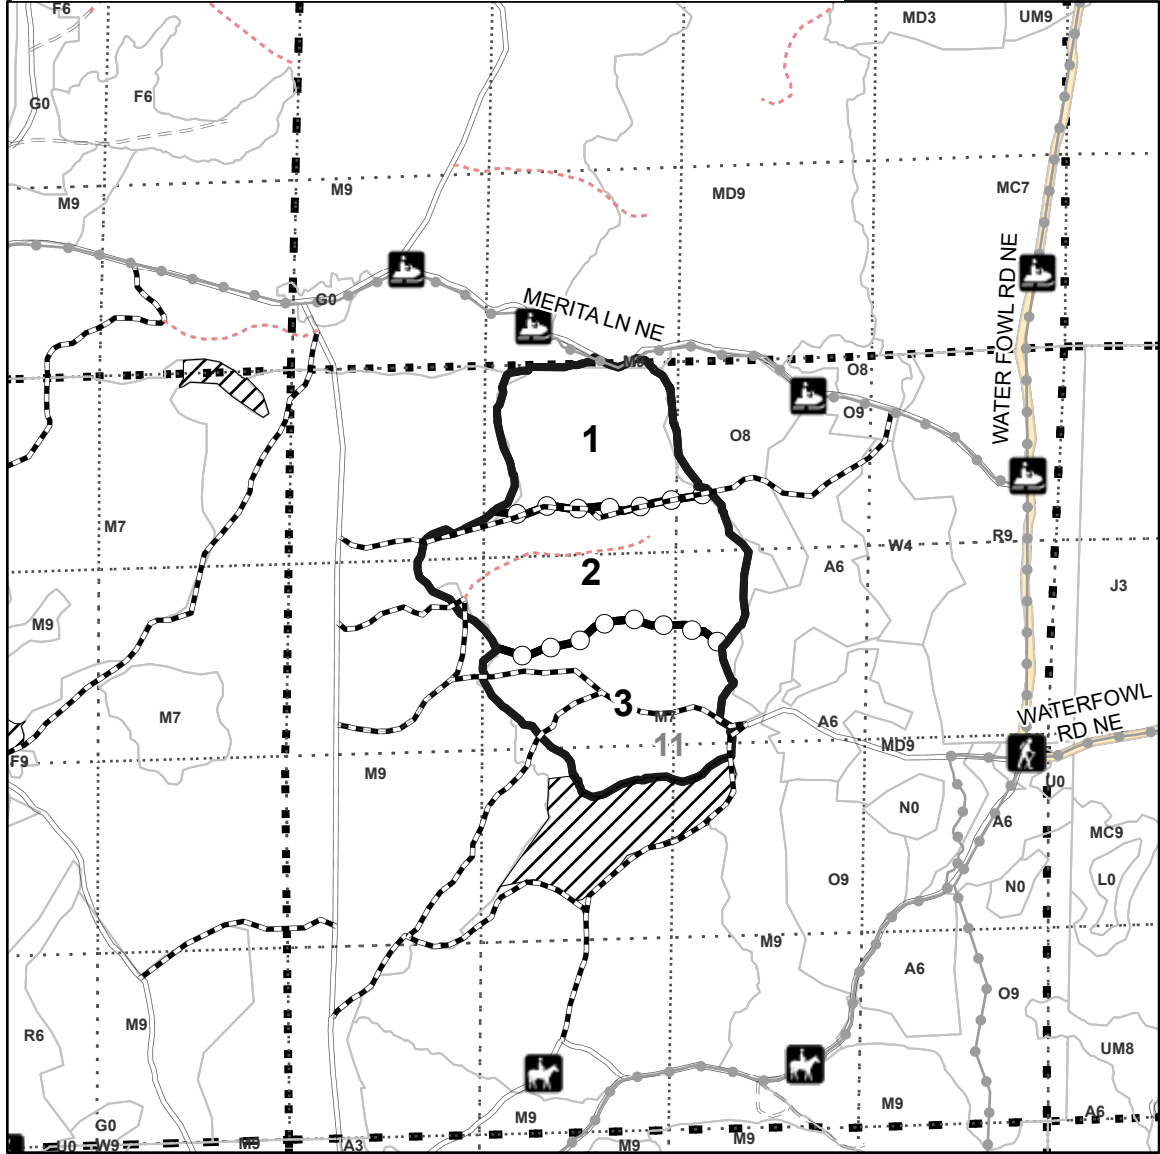 F6
MD3
UM9
G0
F6
M9
M9
MD9
MC7
WATER FOWL RD NE
G0
MERITA LN NE
O8
O9
1
O8
M7
R9
W4
A6
2
J3
M9
3
M7
M7
11
A6
WATERFOWL
RD NE
MD9
F9
M9
U0
N0
A6
MC9
O9
N0
L0
M9
A6
O9
M9
R6
UM8
G0
M9
M9
A6
U0
W9
M9
A3
M9
M9